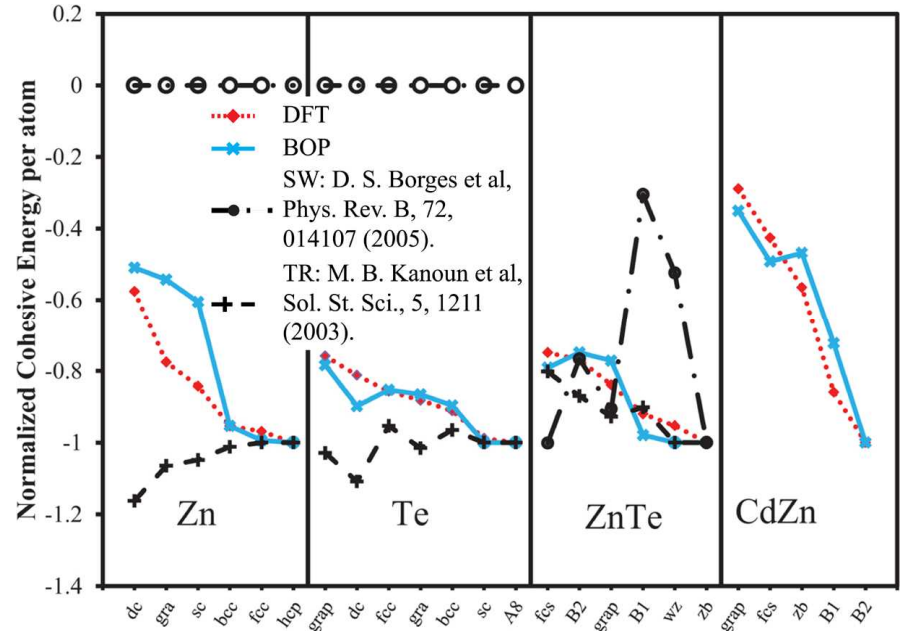 Normalized Cohesive Energy per atom
0.2
0
-0.2
-0.4
-0.6
-0.8
-1
-1.2
-1.4
DFT
BOP
SW: D. S. Borges et al,
Phys. Rev. B, 72,
014107 (2005).
TR: M. B. Kanoun et al,
Sol. St. Sci., 5, 1211
(2003).
Zn
Te
ZnTe
CdZn
dc
gra
sc
bcc
fcc
hcp
grap
dc
fcc
gra
bcc
sc
A8
fcs
B2
grap
B1
wz
zb
grap
fcs
zb
B1
B2